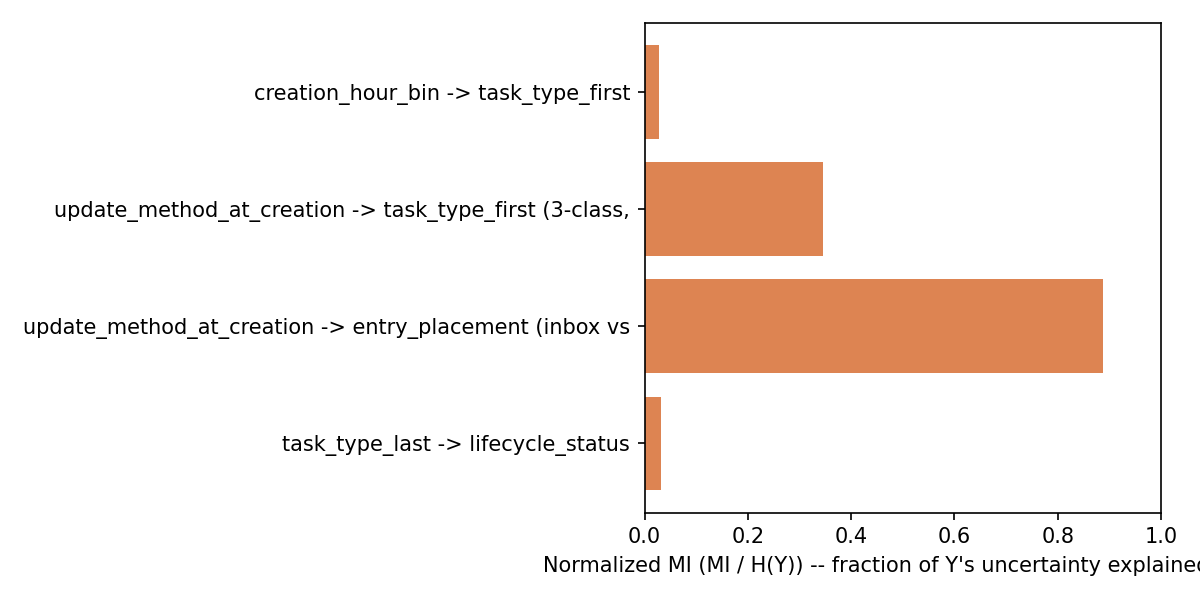 creation_hour_bin -> task_type_first
update_method_at_creation -> task_type_first (3-class,
update_method_at_creation -> entry_placement (inbox vs
task_type_last -> lifecycle_status
0.0 0.2 0.4 0.6 0.8 1.0
Normalized MI (MI / H(Y)) -- fraction of Y's uncertainty explained